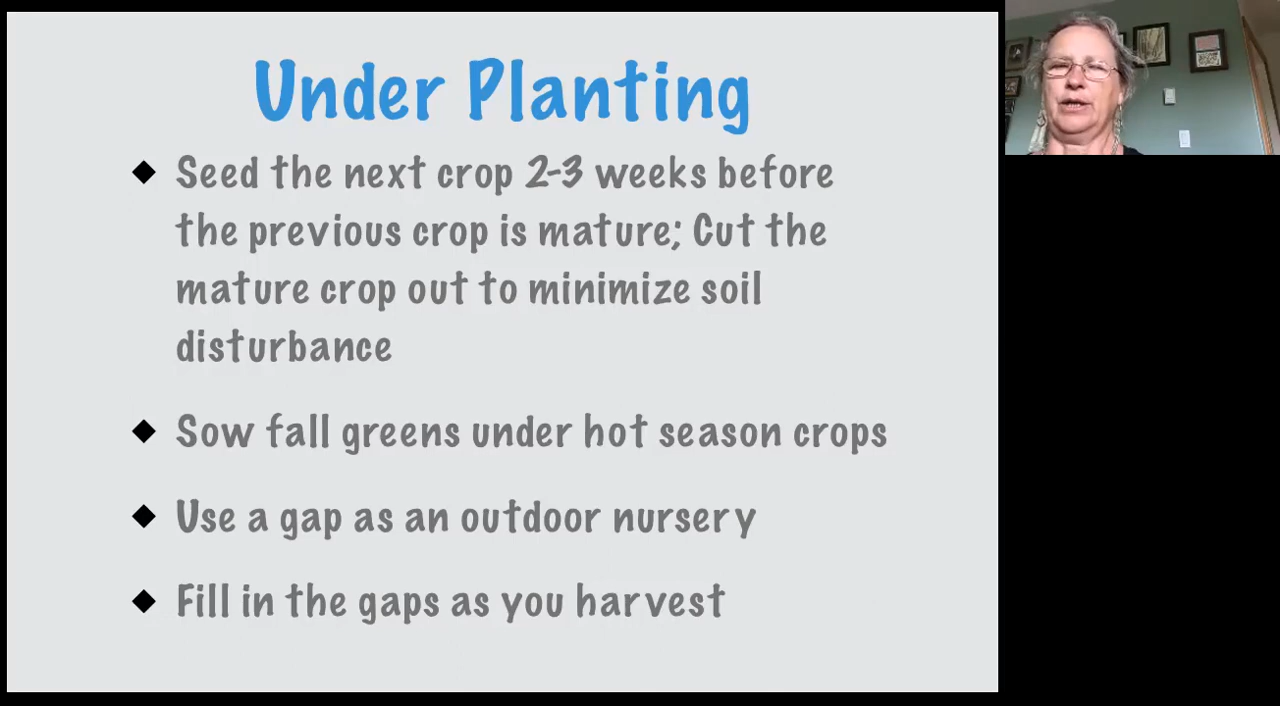 Under Planting
Seed the next crop 2-3 weeks before
the previous crop is mature; Cut the
mature crop out to minimize soil
disturbance
Sow fall greens under hot season crops
Use a gap as an outdoor nursery
Fill in the gaps as you harvest